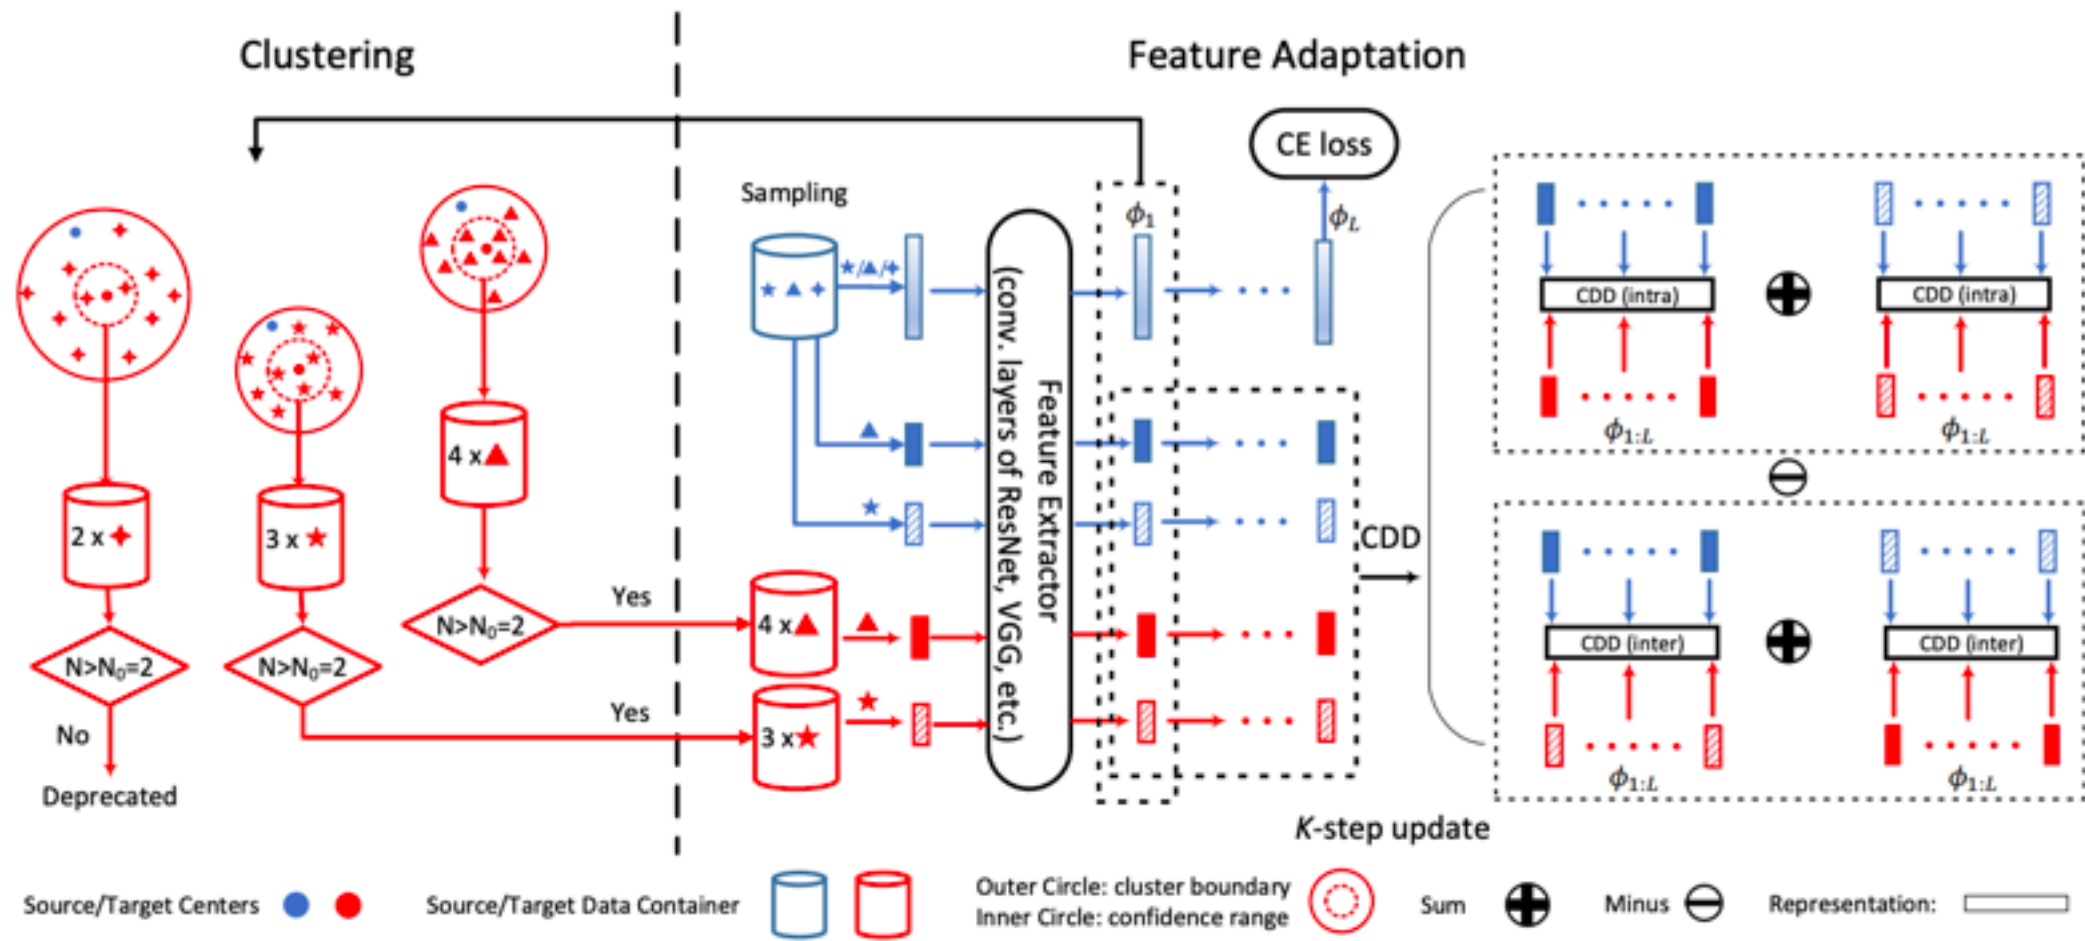 Clustering
Feature Adaptation
CE loss
Sampling
ϕ₁
ϕ_L
CDD (intra)
CDD (intra)
ϕ₁:L
ϕ₁:L
Feature Extractor
(conv. layers of ResNet, VGG, etc.)
4 x
2 x
3 x
N>N₀=2
N>N₀=2
N>N₀=2
Yes
Yes
No
Deprecated
4 x
3 x
CDD
CDD (inter)
CDD (inter)
ϕ₁:L
ϕ₁:L
K-step update
Source/Target Centers
Source/Target Data Container
Outer Circle: cluster boundary
Inner Circle: confidence range
Sum
Minus
Representation: